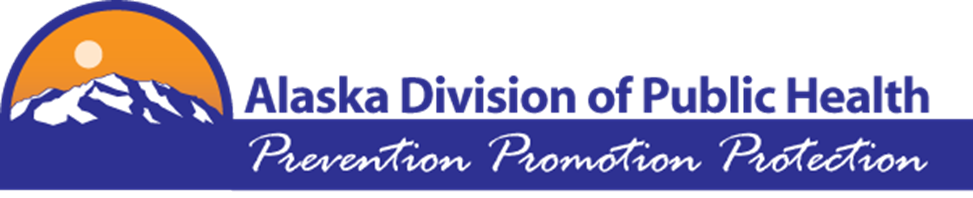 Alaska Division of Public Health
Prevention Promotion Protection